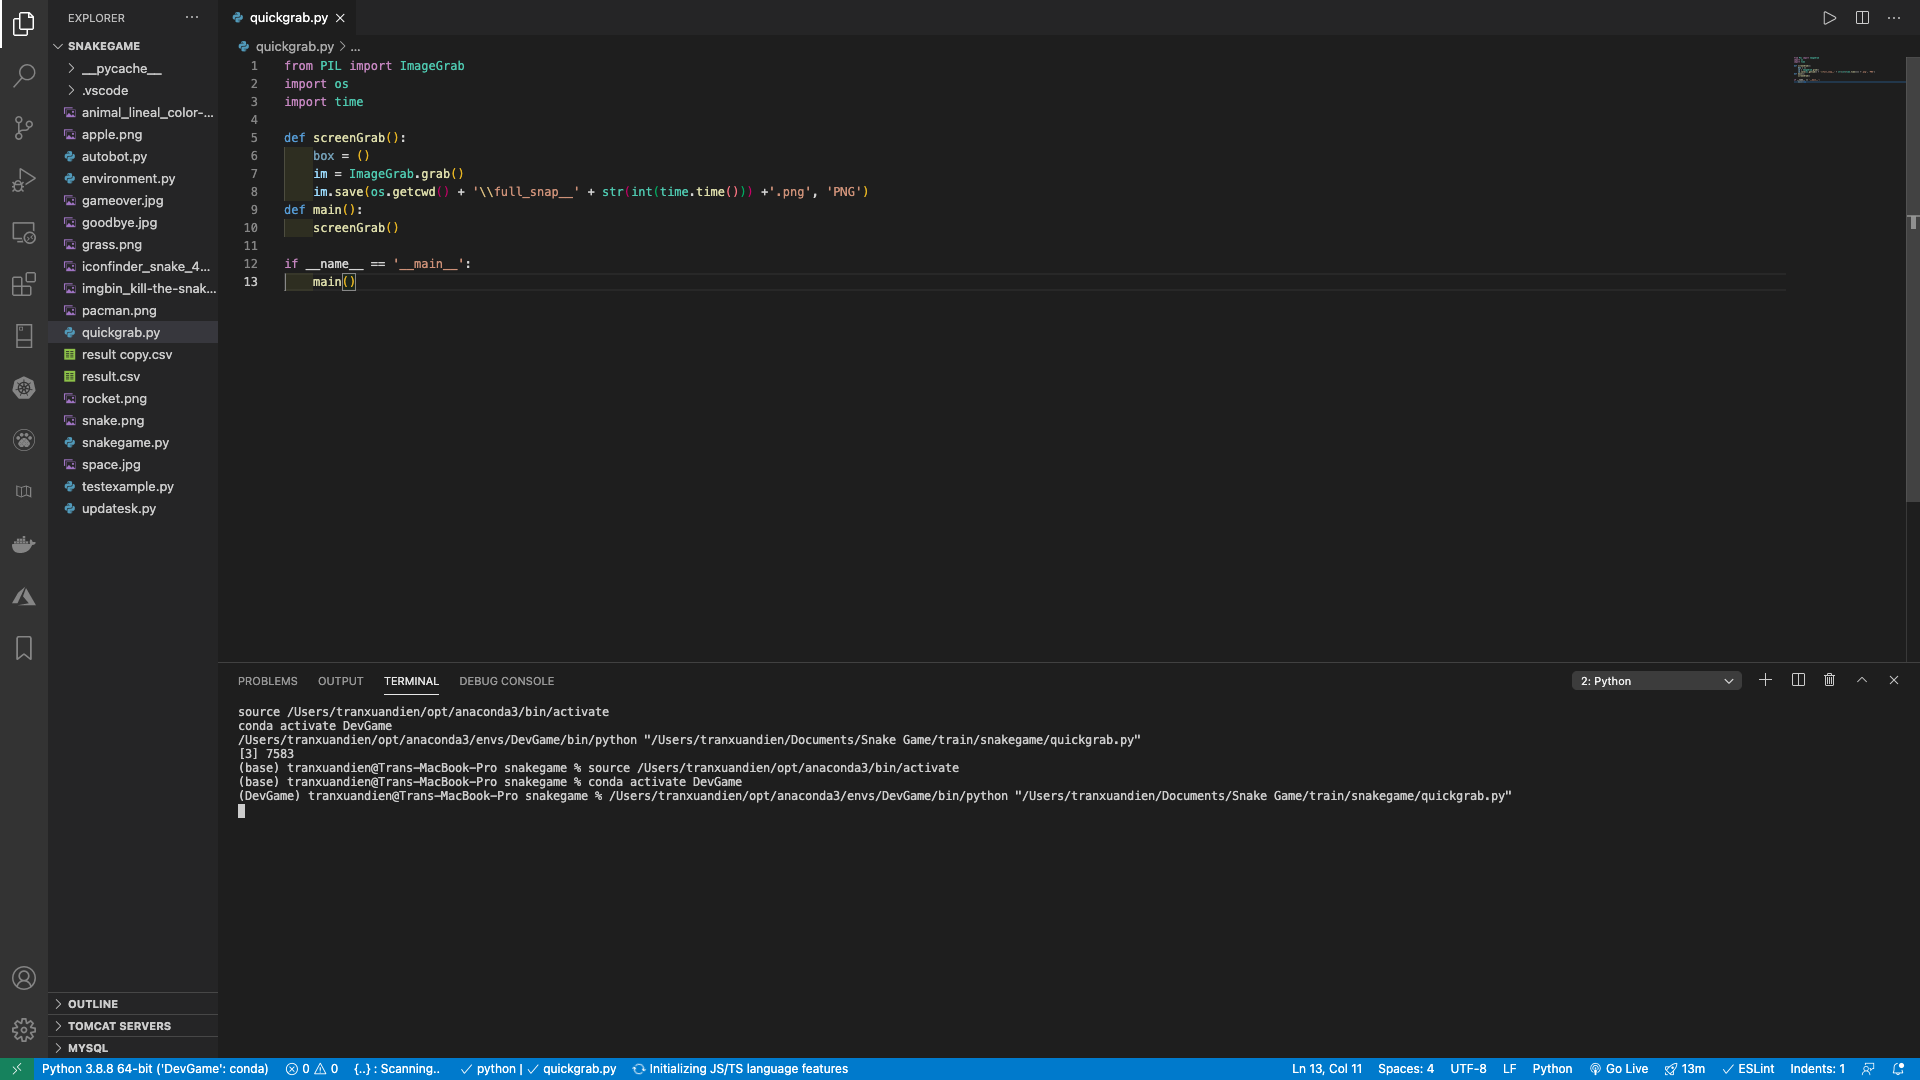 EXPLORER
SNAKEGAME
__pycache__
.vscode
animal_lineal_color-...
apple.png
autobot.py
environment.py
gameover.jpg
goodbye.jpg
grass.png
iconfinder_snake_4...
imgbin_kill-the-snak...
pacman.png
quickgrab.py
result copy.csv
result.csv
rocket.png
snake.png
snakegame.py
space.jpg
testexample.py
updatesk.py
OUTLINE
TOMCAT SERVERS
MYSQL
quickgrab.py
quickgrab.py > ...
1 from PIL import ImageGrab
2 import os
3 import time
4
5 def screenGrab():
6 box = ()
7 im = ImageGrab.grab()
8 im.save(os.getcwd() + '\\full_snap__' + str(int(time.time())) +'.png', 'PNG')
9 def main():
10 screenGrab()
11
12 if __name__ == '__main__':
13 main()
PROBLEMS OUTPUT TERMINAL DEBUG CONSOLE 2: Python
source /Users/tranxuandien/opt/anaconda3/bin/activate
conda activate DevGame
/Users/tranxuandien/opt/anaconda3/envs/DevGame/bin/python "/Users/tranxuandien/Documents/Snake Game/train/snakegame/quickgrab.py"
[3] 7583
(base) tranxuandien@Trans-MacBook-Pro snakegame % source /Users/tranxuandien/opt/anaconda3/bin/activate
(base) tranxuandien@Trans-MacBook-Pro snakegame % conda activate DevGame
(DevGame) tranxuandien@Trans-MacBook-Pro snakegame % /Users/tranxuandien/opt/anaconda3/envs/DevGame/bin/python "/Users/tranxuandien/Documents/Snake Game/train/snakegame/quickgrab.py"
Python 3.8.8 64-bit ('DevGame': conda) 0 0 {..} : Scanning.. python | quickgrab.py Initializing JS/TS language features Ln 13, Col 11 Spaces: 4 UTF-8 LF Python Go Live 13m ESLint Indents: 1